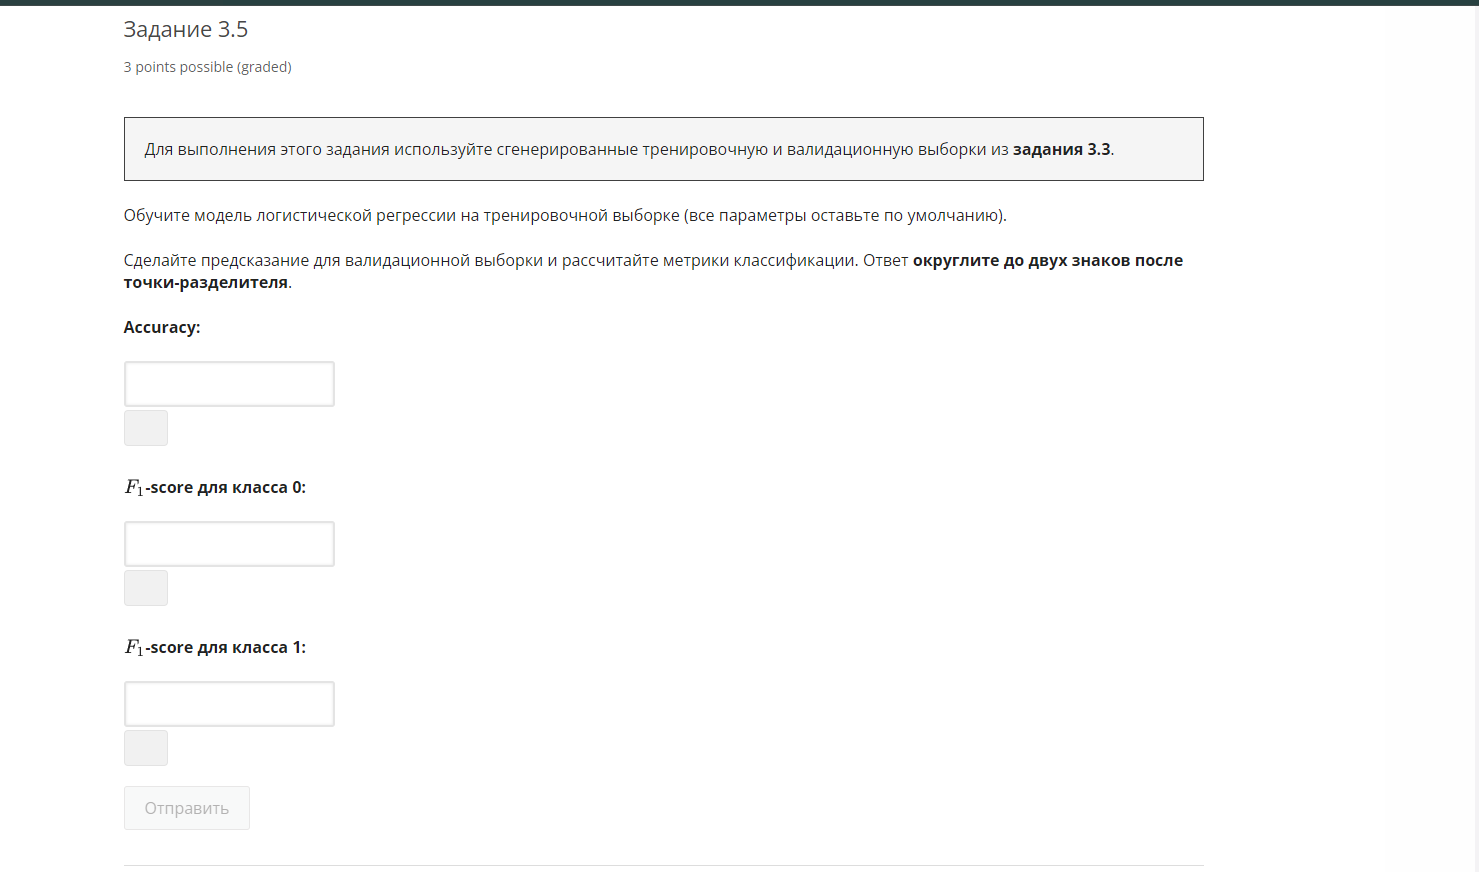 Задание 3.5
3 points possible (graded)
Для выполнения этого задания используйте сгенерированные тренировочную и валидационную выборки из задания 3.3.
Обучите модель логистической регрессии на тренировочной выборке (все параметры оставьте по умолчанию).
Сделайте предсказание для валидационной выборки и рассчитайте метрики классификации. Ответ округлите до двух знаков после
точки-разделителя.
Accuracy:
F₁-score для класса 0:
F₁-score для класса 1:
Отправить